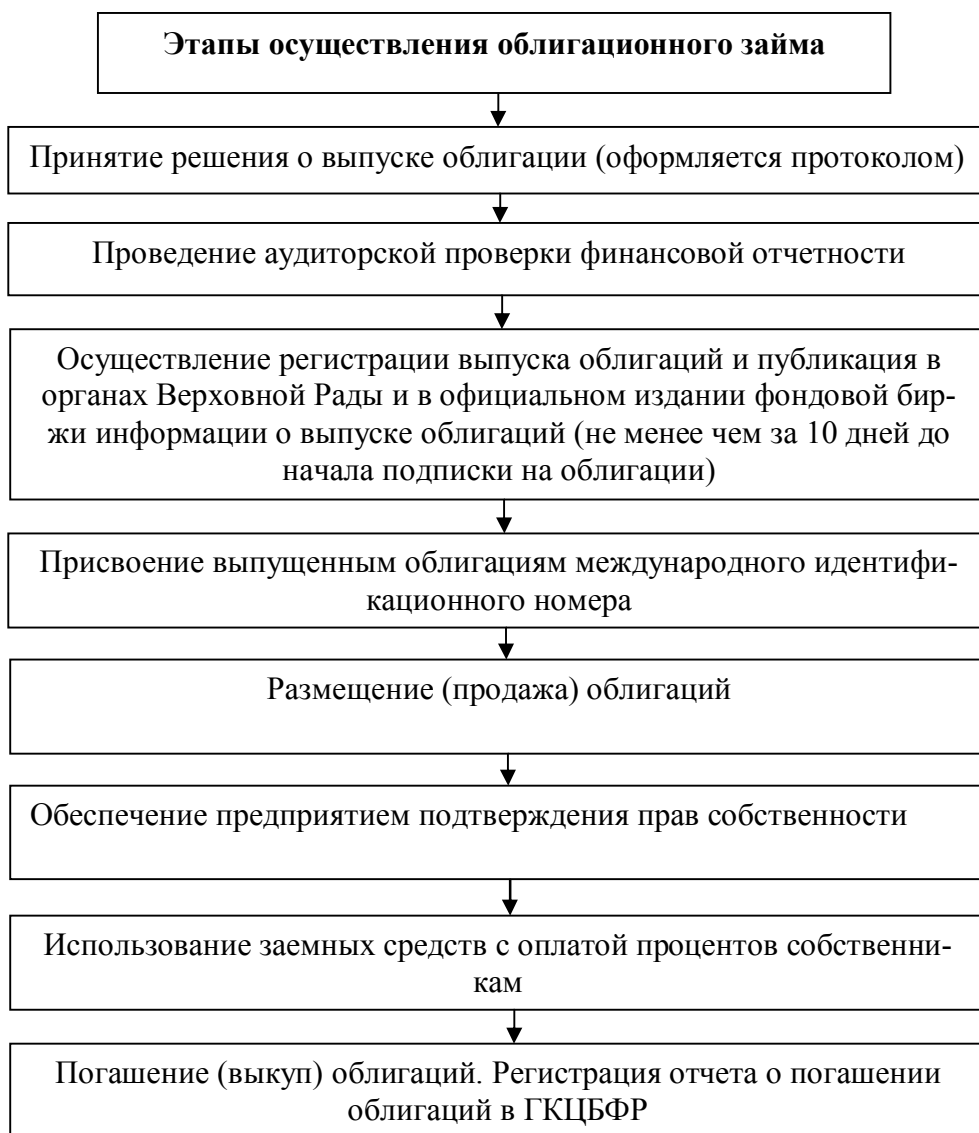 Этапы осуществления облигационного займа
Принятие решения о выпуске облигации (оформляется протоколом)
Проведение аудиторской проверки финансовой отчетности
Осуществление регистрации выпуска облигаций и публикация в
органах Верховной Рады и в официальном издании фондовой бир-
жи информации о выпуске облигаций (не менее чем за 10 дней до
начала подписки на облигации)
Присвоение выпущенным облигациям международного идентифи-
кационного номера
Размещение (продажа) облигаций
Обеспечение предприятием подтверждения прав собственности
Использование заемных средств с оплатой процентов собственни-
кам
Погашение (выкуп) облигаций. Регистрация отчета о погашении
облигаций в ГКЦБФР